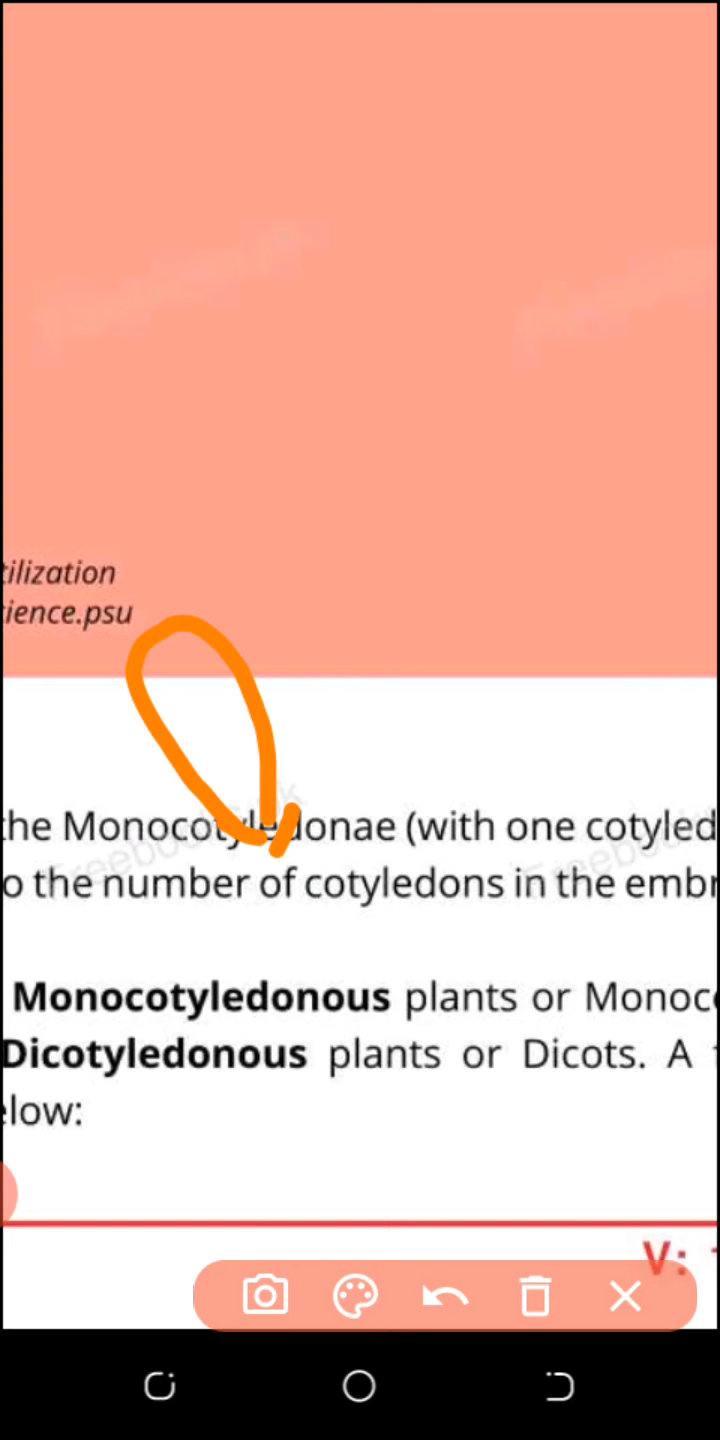 tilization
ience.psu
the Monocotyledonae (with one cotyled
o the number of cotyledons in the embr
Monocotyledonous plants or Monoc
Dicotyledonous plants or Dicots. A
elow:
V: